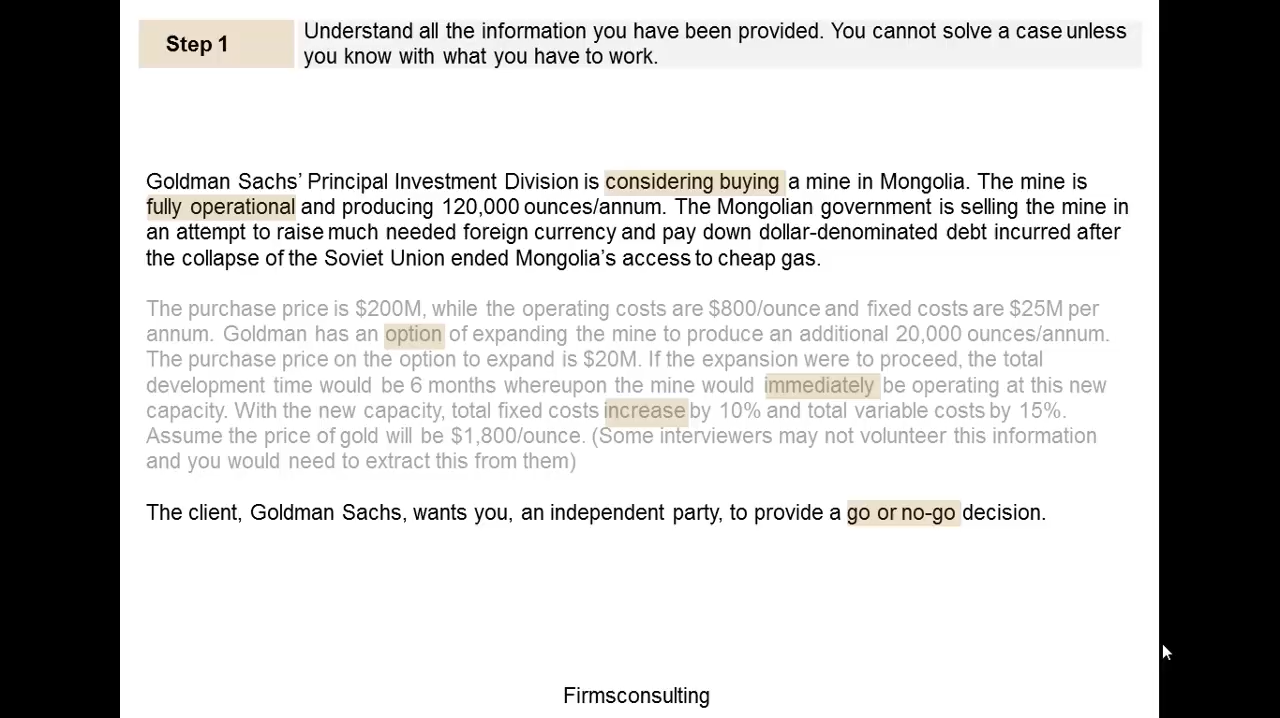 Step 1
Understand all the information you have been provided. You cannot solve a case unless
you know with what you have to work.
Goldman Sachs' Principal Investment Division is considering buying a mine in Mongolia. The mine is
fully operational and producing 120,000 ounces/annum. The Mongolian government is selling the mine in
an attempt to raise much needed foreign currency and pay down dollar-denominated debt incurred after
the collapse of the Soviet Union ended Mongolia's access to cheap gas.
The purchase price is $200M, while the operating costs are $800/ounce and fixed costs are $25M per
annum. Goldman has an option of expanding the mine to produce an additional 20,000 ounces/annum.
The purchase price on the option to expand is $20M. If the expansion were to proceed, the total
development time would be 6 months whereupon the mine would immediately be operating at this new
capacity. With the new capacity, total fixed costs increase by 10% and total variable costs by 15%.
Assume the price of gold will be $1,800/ounce. (Some interviewers may not volunteer this information
and you would need to extract this from them)
The client, Goldman Sachs, wants you, an independent party, to provide a go or no-go decision.
Firmsconsulting